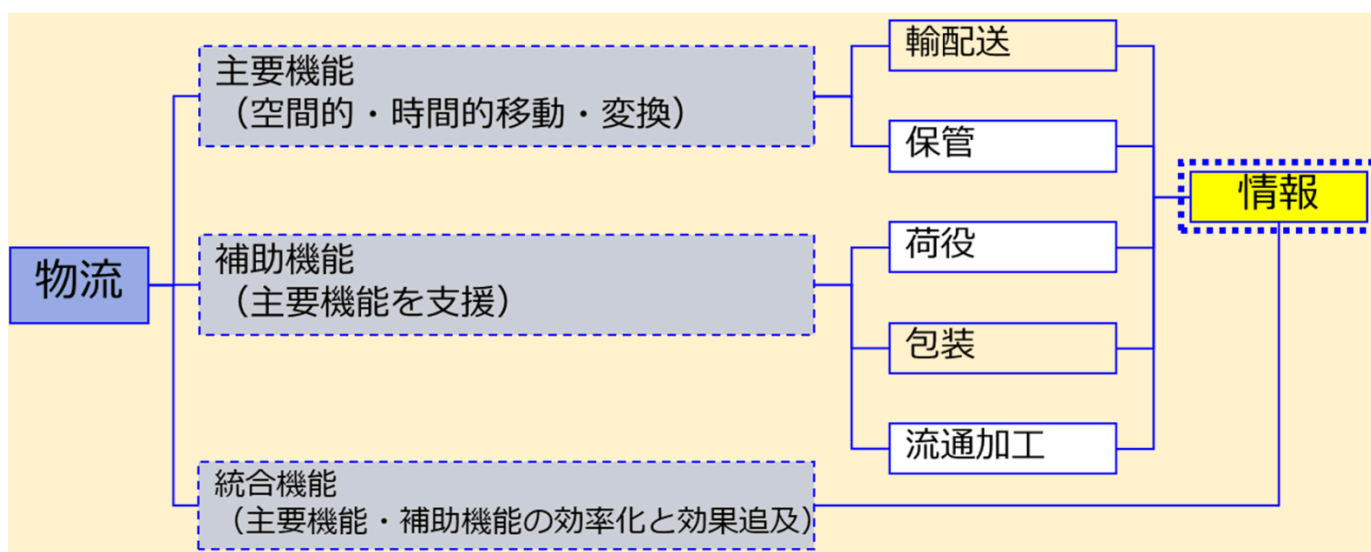 物流
主要機能
（空間的・時間的移動・変換）
補助機能
（主要機能を支援）
統合機能
（主要機能・補助機能の効率化と効果追及）
輸配送
保管
荷役
包装
流通加工
情報